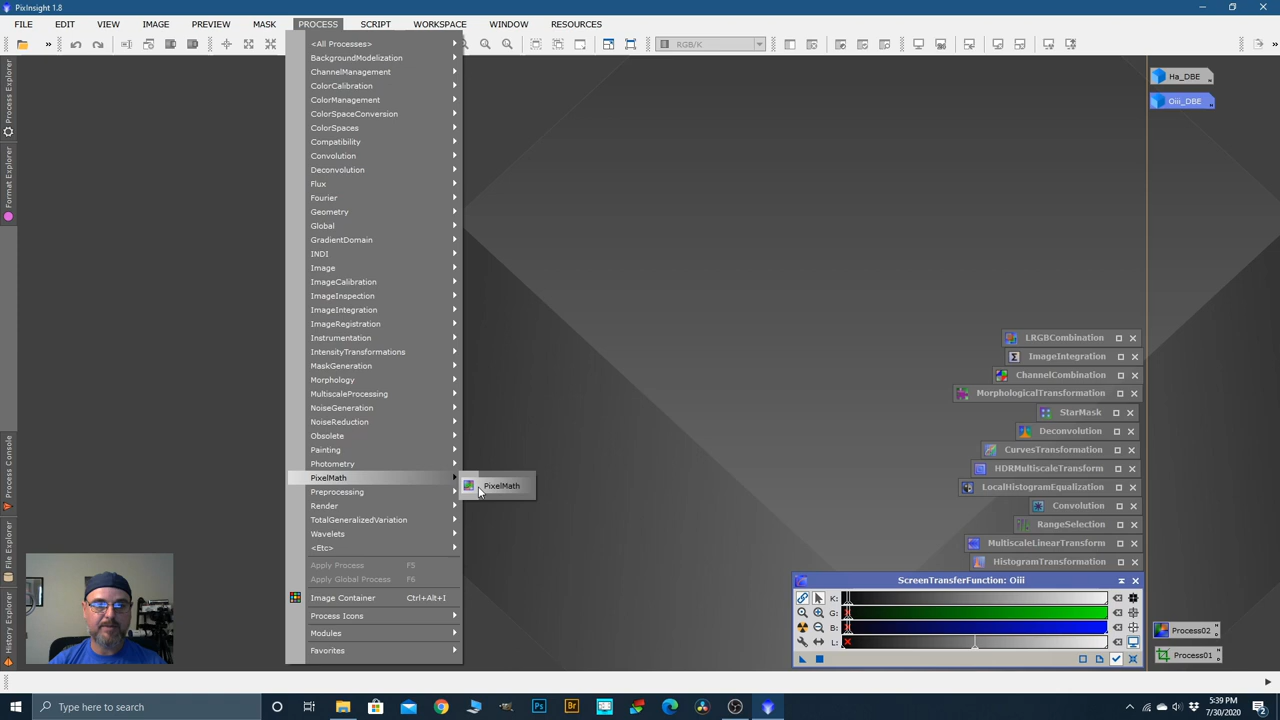 PixInsight 1.8
FILE EDIT VIEW IMAGE PREVIEW MASK PROCESS SCRIPT WORKSPACE WINDOW RESOURCES
RGB/K
Process Explorer
Format Explorer
Process Console
File Explorer
History Explorer
<All Processes>
BackgroundModelization
ChannelManagement
ColorCalibration
ColorManagement
ColorSpaceConversion
ColorSpaces
Compatibility
Convolution
Deconvolution
Flux
Fourier
Geometry
Global
GradientDomain
INDI
Image
ImageCalibration
ImageInspection
ImageIntegration
ImageRegistration
Instrumentation
IntensityTransformations
MaskGeneration
Morphology
MultiscaleProcessing
NoiseGeneration
NoiseReduction
Obsolete
Painting
Photometry
PixelMath
Preprocessing
Render
TotalGeneralizedVariation
Wavelets
<Etc>
Apply Process F5
Apply Global Process F6
Image Container Ctrl+Alt+I
Process Icons
Modules
Favorites
PixelMath
Ha_DBE
Oiii_DBE
LRGBCombination
ImageIntegration
ChannelCombination
MorphologicalTransformation
StarMask
Deconvolution
CurvesTransformation
HDRMultiscaleTransform
LocalHistogramEqualization
Convolution
RangeSelection
MultiscaleLinearTransform
HistogramTransformation
ScreenTransferFunction: Oiii
K:
G:
B:
L:
Process02
Process01
Type here to search
5:39 PM
7/30/2020